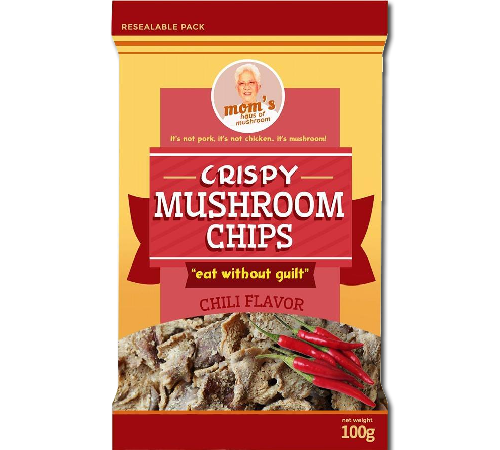 RESEALABLE PACK
mom's
haus of
mushroom
it's not pork, it's not chicken.. it's mushroom!
CRISPY
MUSHROOM
CHIPS
"eat without guilt"
CHILI FLAVOR
net weight
100g